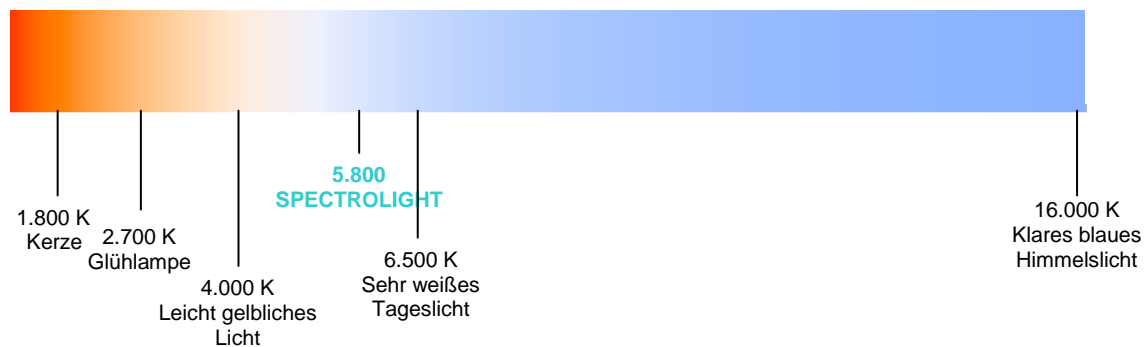 1.800 K
Kerze
2.700 K
Glühlampe
4.000 K
Leicht gelbliches
Licht
5.800
SPECTROLIGHT
6.500 K
Sehr weißes
Tageslicht
16.000 K
Klares blaues
Himmelslicht